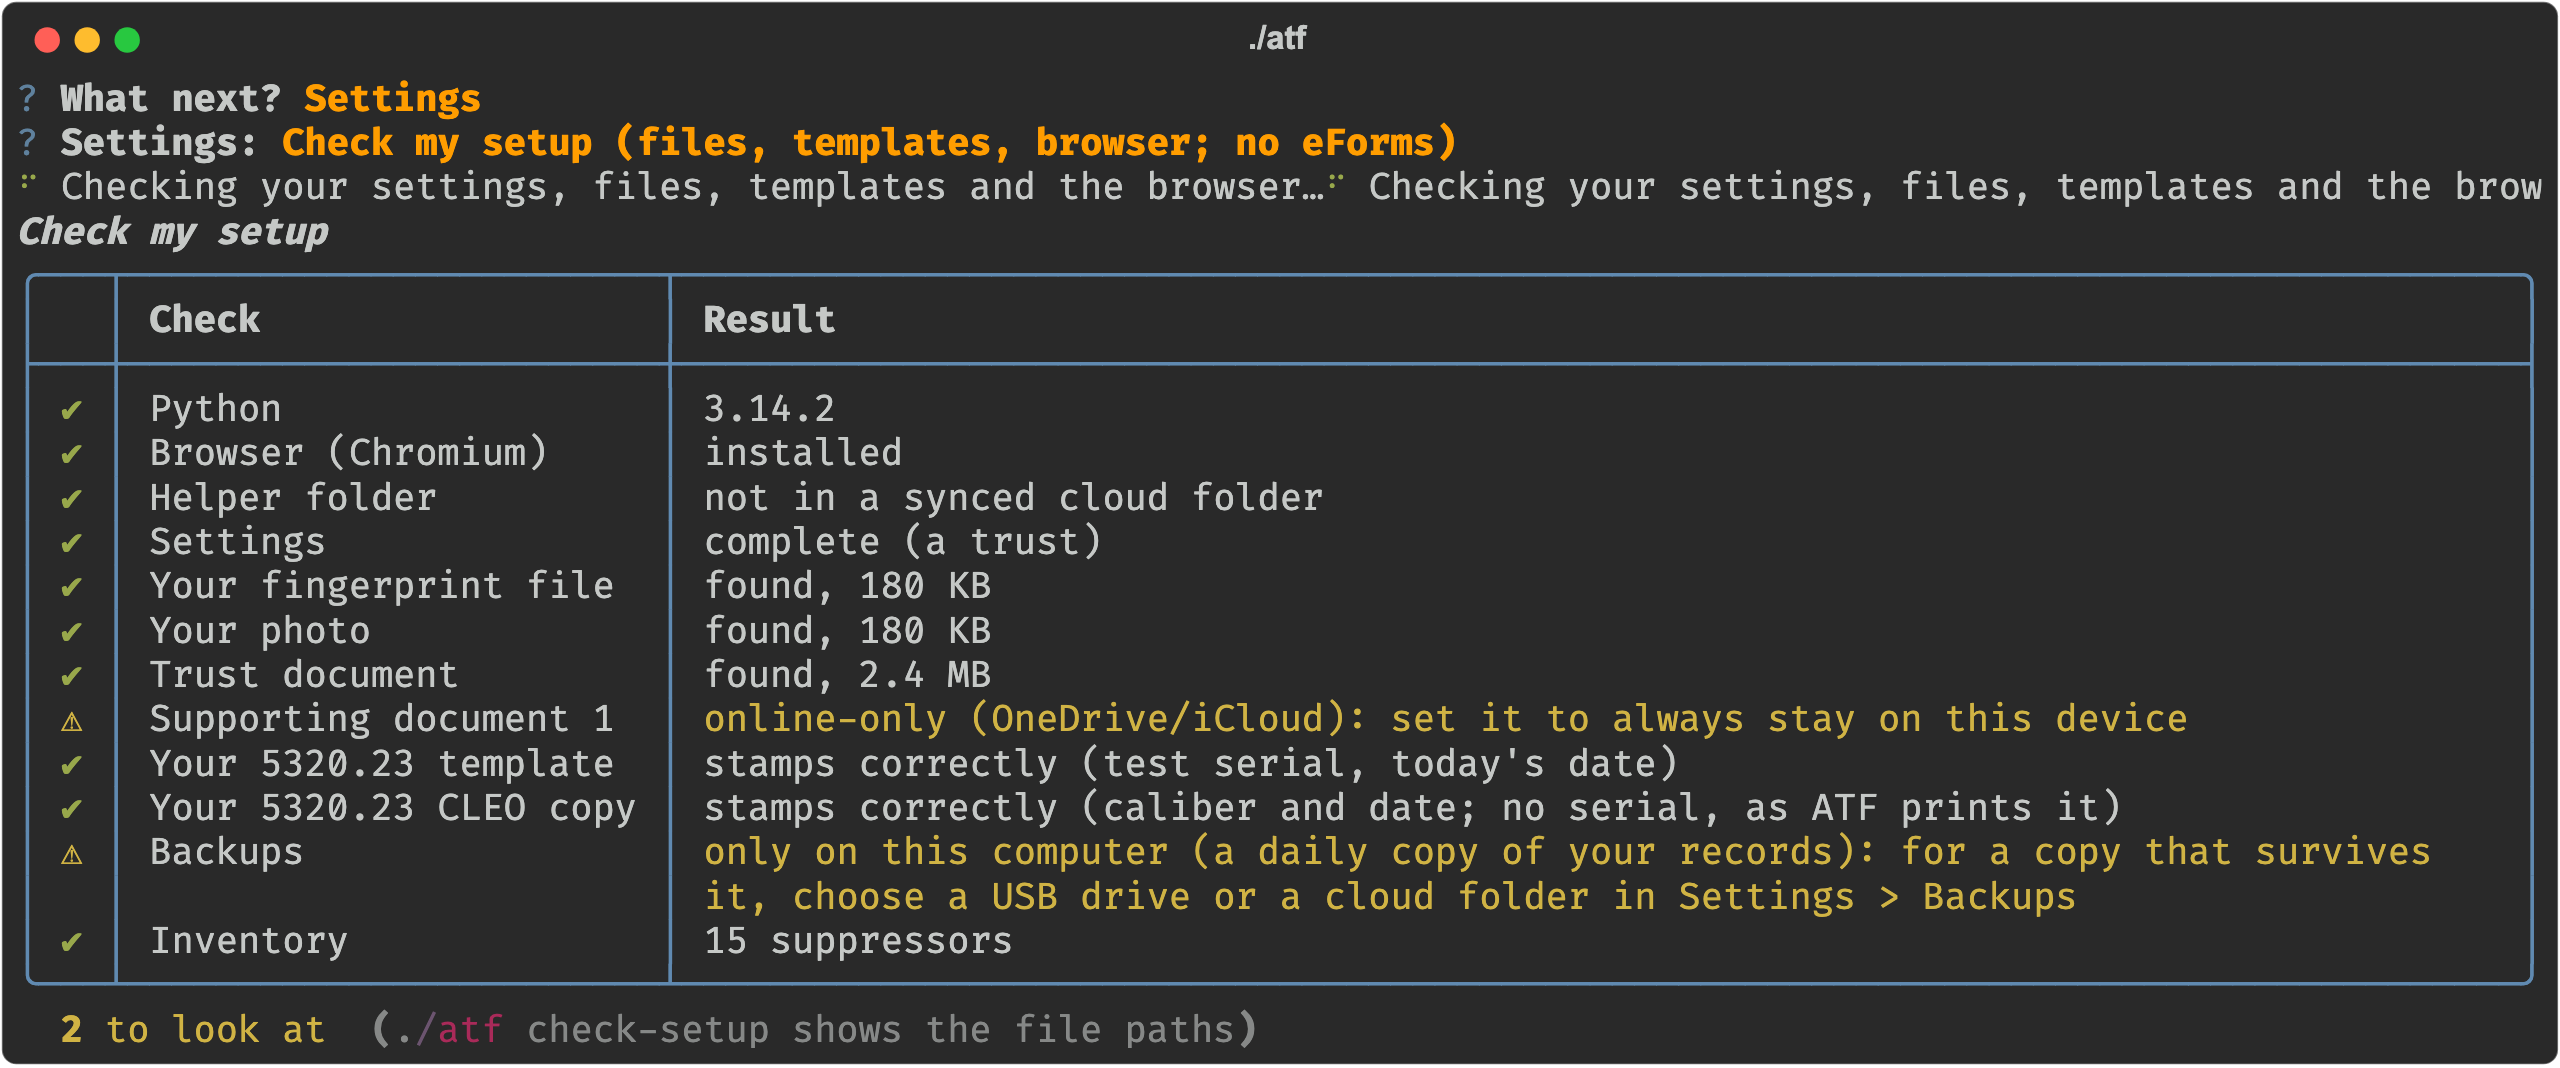 ./atf
? What next? Settings
? Settings: Check my setup (files, templates, browser; no eForms)
⠋ Checking your settings, files, templates and the browser…⠋ Checking your settings, files, templates and the brow
Check my setup
Check Result
✔ Python 3.14.2
✔ Browser (Chromium) installed
✔ Helper folder not in a synced cloud folder
✔ Settings complete (a trust)
✔ Your fingerprint file found, 180 KB
✔ Your photo found, 180 KB
✔ Trust document found, 2.4 MB
⚠ Supporting document 1 online-only (OneDrive/iCloud): set it to always stay on this device
✔ Your 5320.23 template stamps correctly (test serial, today's date)
✔ Your 5320.23 CLEO copy stamps correctly (caliber and date; no serial, as ATF prints it)
⚠ Backups only on this computer (a daily copy of your records): for a copy that survives
it, choose a USB drive or a cloud folder in Settings > Backups
✔ Inventory 15 suppressors
2 to look at (./atf check-setup shows the file paths)